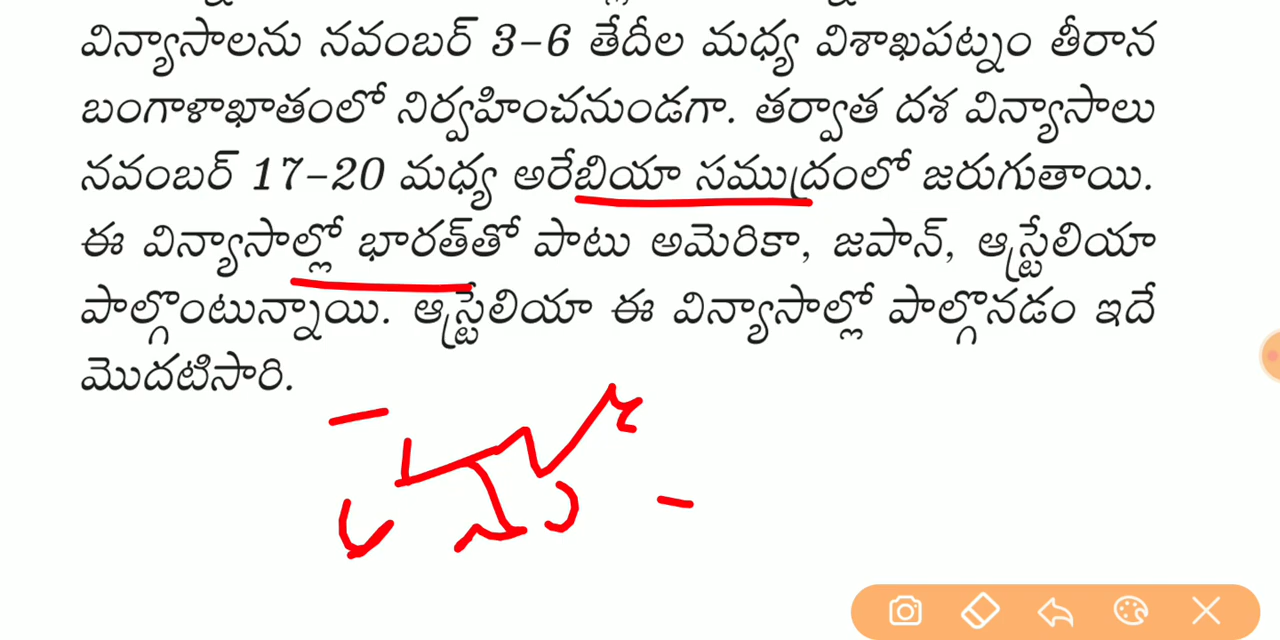 విన్యాసాలను నవంబర్ 3-6 తేదీల మధ్య విశాఖపట్నం తీరాన
బంగాళాఖాతంలో నిర్వహించనుండగా. తర్వాత దశ విన్యాసాలు
నవంబర్ 17-20 మధ్య అరేబియా సముద్రంలో జరుగుతాయి.
ఈ విన్యాసాల్లో భారత్‌తో పాటు అమెరికా, జపాన్, ఆస్ట్రేలియా
పాల్గొంటున్నాయి. ఆస్ట్రేలియా ఈ విన్యాసాల్లో పాల్గొనడం ఇదే
మొదటిసారి.